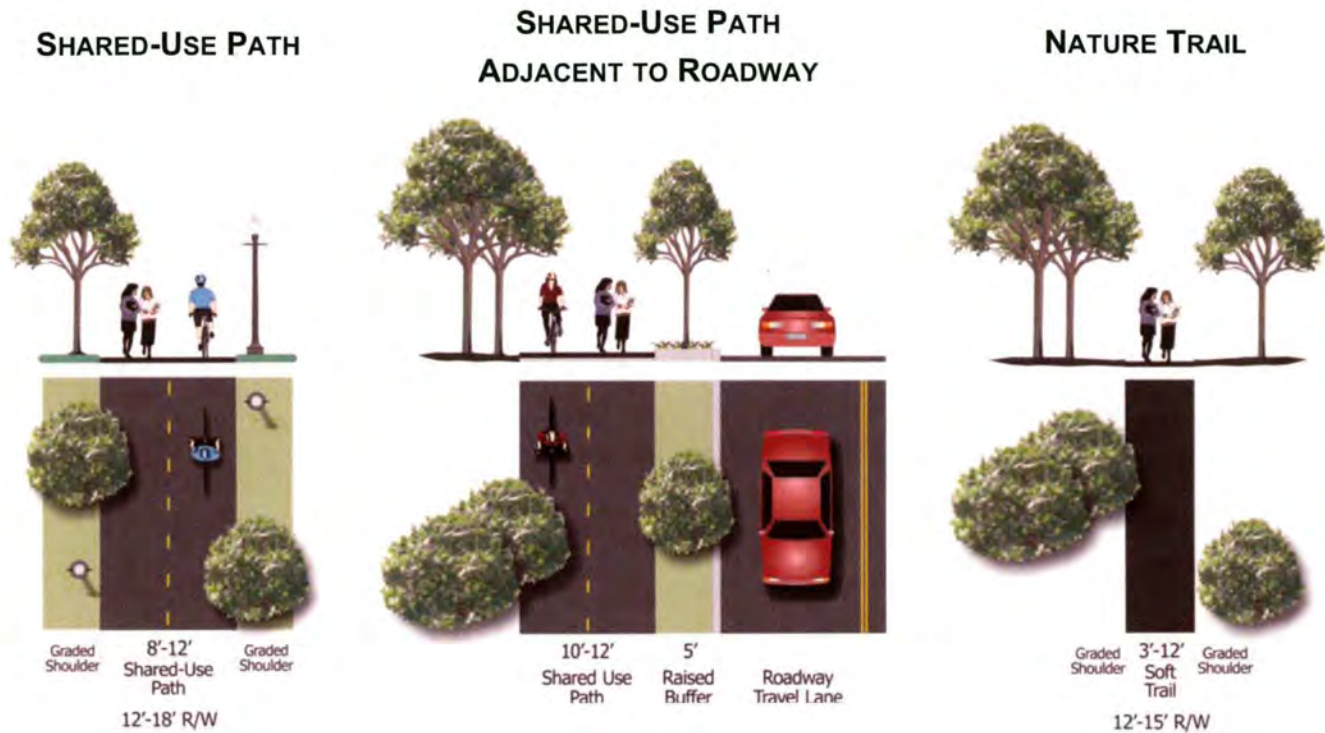 SHARED-USE PATH
Graded
Shoulder
8'-12'
Shared-Use
Path
Graded
Shoulder
12'-18' R/W
SHARED-USE PATH
ADJACENT TO ROADWAY
10'-12'
Shared Use
Path
5'
Raised
Buffer
Roadway
Travel Lane
NATURE TRAIL
Graded
Shoulder
3'-12'
Soft
Trail
Graded
Shoulder
12'-15' R/W